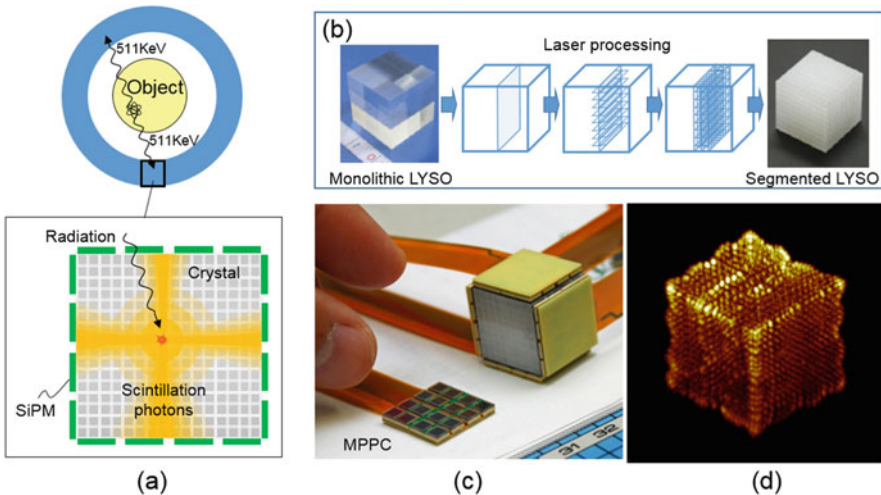 511KeV
Object
511KeV
Radiation
Crystal
Scintillation
photons
SiPM
(a)
(b)
Laser processing
Monolithic LYSO
Segmented LYSO
MPPC
31
32
(c)
(d)